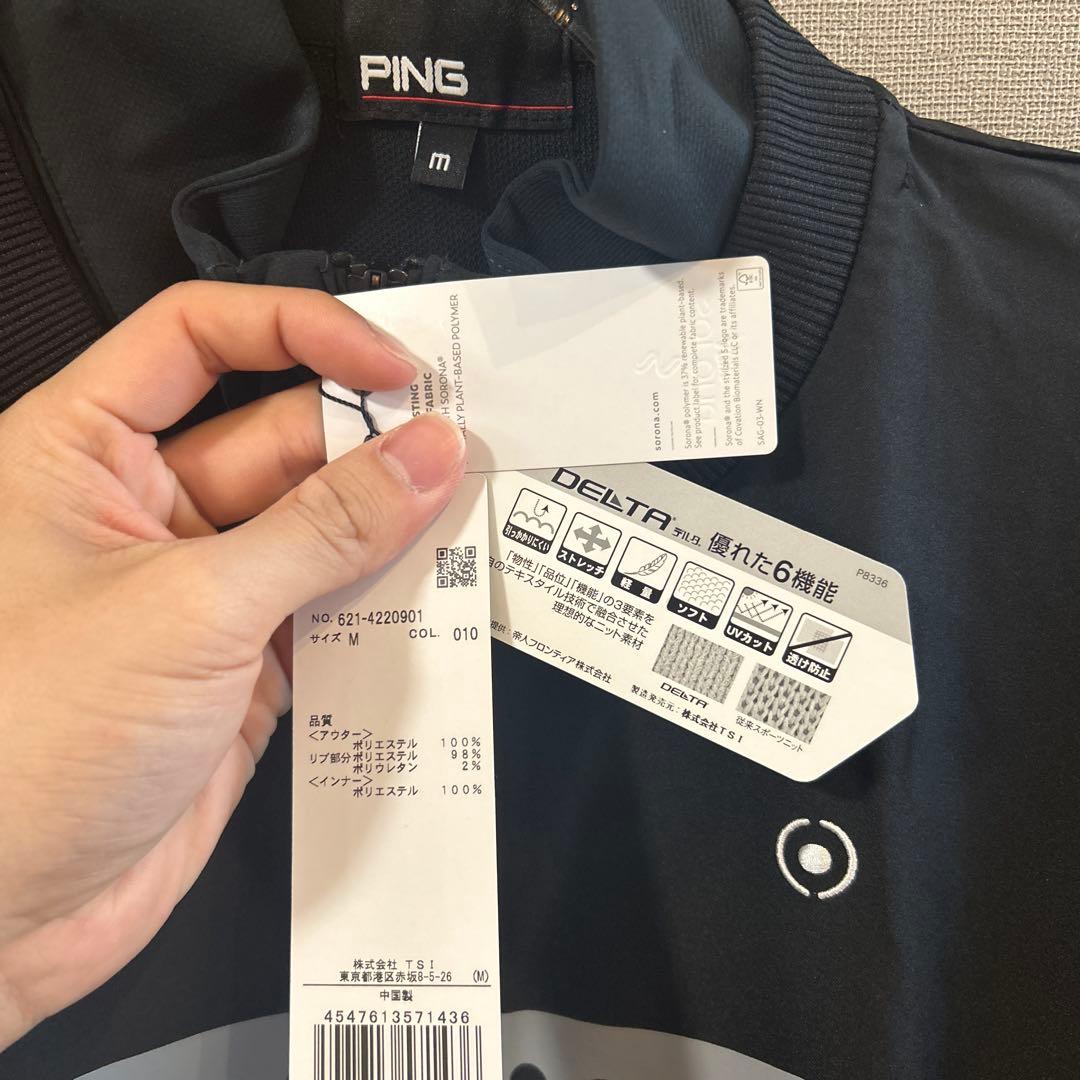 PING
m
STING
FABRIC
H SORONA®
ALLY PLANT-BASED POLYMER
sorona.com
Sorona® polymer is 37% renewable plant-based.
See product label for complete fabric content.
Sorona® and the stylized S-logo are trademarks
of Covation Biomaterials LLC or its affiliates.
SAG-03-WN
DELTA® デルタ 優れた6機能
P8336
引っかかりにくい
ストレッチ
軽量
ソフト
UVカット
透け防止
「物性」「品位」「機能」の3要素を
自のテキスタイル技術で融合させた
理想的なニット素材
提供:帝人フロンティア株式会社
DELTA
従来スポーツニット
製造発売元:株式会社TSI
NO. 621-4220901
サイズ M COL. 010
品質
<アウター>
ポリエステル 100%
リブ部分ポリエステル 98%
ポリウレタン 2%
<インナー>
ポリエステル 100%
株式会社 TSI
東京都港区赤坂8-5-26 (M)
中国製
4547613571436